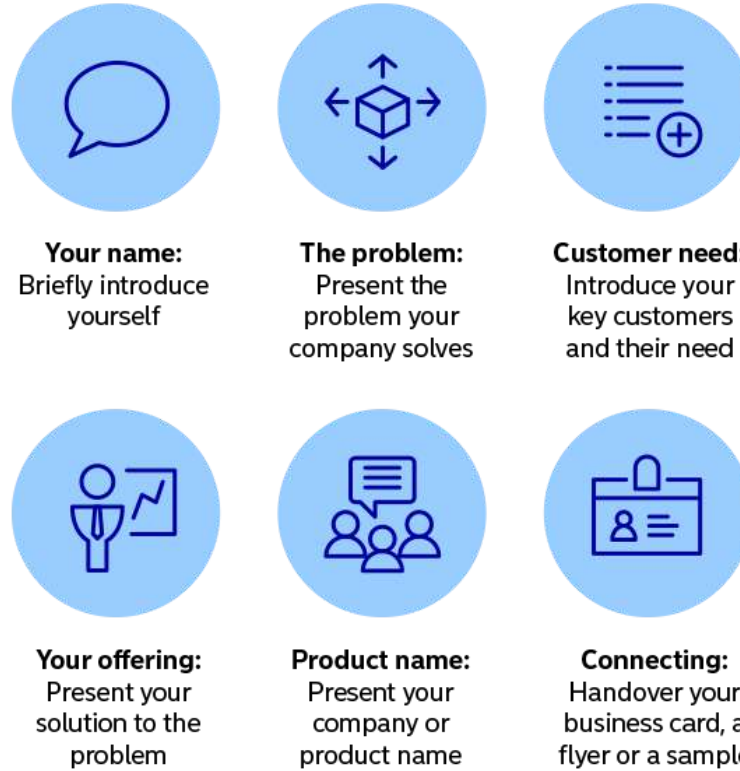 Your name:
Briefly introduce
yourself
The problem:
Present the
problem your
company solves
Customer need:
Introduce your
key customers
and their need
Your offering:
Present your
solution to the
problem
Product name:
Present your
company or
product name
Connecting:
Handover your
business card, a
flyer or a sample